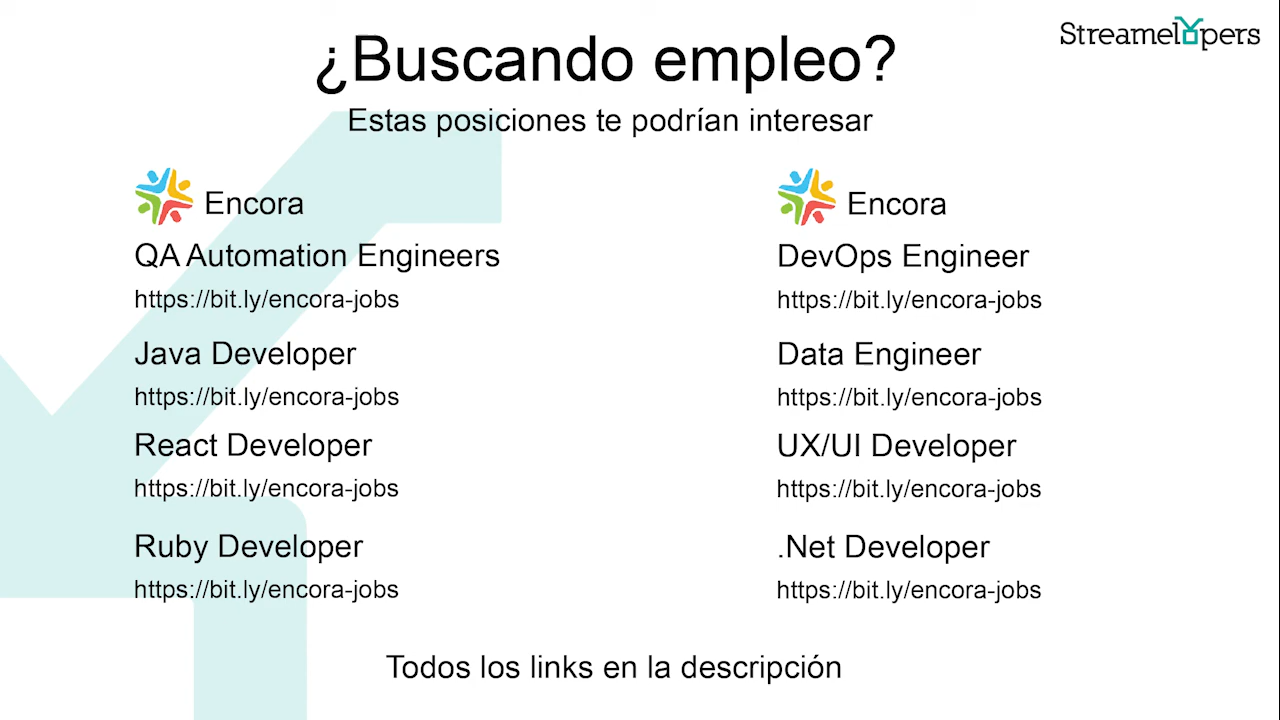 Streamelopers
¿Buscando empleo?
Estas posiciones te podrían interesar
Encora
QA Automation Engineers
https://bit.ly/encora-jobs
Java Developer
https://bit.ly/encora-jobs
React Developer
https://bit.ly/encora-jobs
Ruby Developer
https://bit.ly/encora-jobs
Encora
DevOps Engineer
https://bit.ly/encora-jobs
Data Engineer
https://bit.ly/encora-jobs
UX/UI Developer
https://bit.ly/encora-jobs
.Net Developer
https://bit.ly/encora-jobs
Todos los links en la descripción